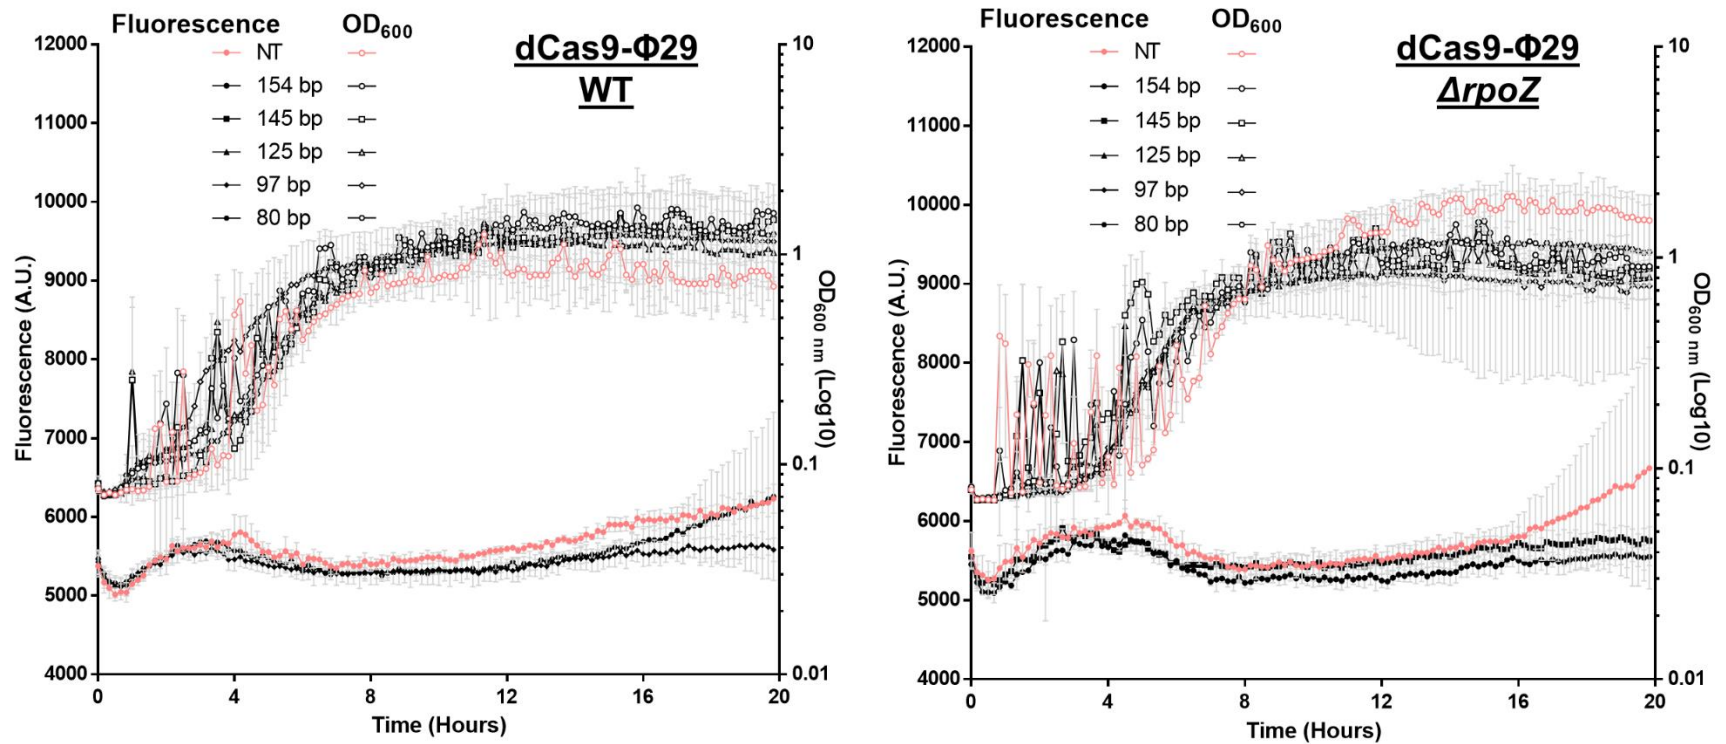 Fluorescence OD600
NT
154 bp
145 bp
125 bp
97 bp
80 bp
dCas9-Φ29
WT
12000
11000
10000
9000
8000
7000
6000
5000
4000
Fluorescence (A.U.)
10
1
0.1
0.01
OD600 nm (Log10)
0 4 8 12 16 20
Time (Hours)
Fluorescence OD600
NT
154 bp
145 bp
125 bp
97 bp
80 bp
dCas9-Φ29
ΔrpoZ
12000
11000
10000
9000
8000
7000
6000
5000
4000
Fluorescence (A.U.)
10
1
0.1
0.01
OD600 nm (Log10)
0 4 8 12 16 20
Time (Hours)